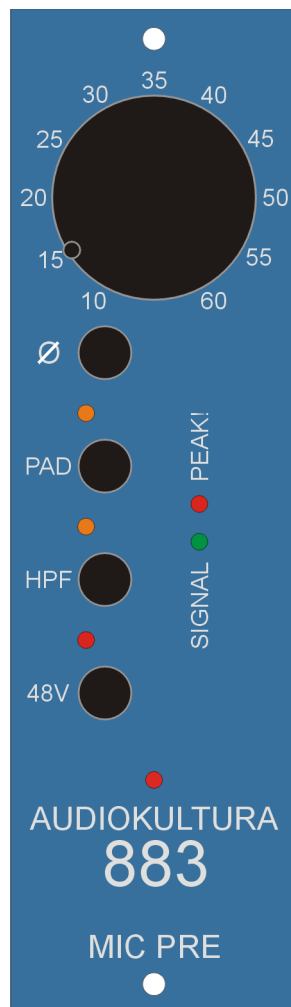 35
30 40
25 45
20 50
15 55
10 60
Ø
PEAK!
PAD
HPF
SIGNAL
48V
AUDIOKULTURA
883
MIC PRE